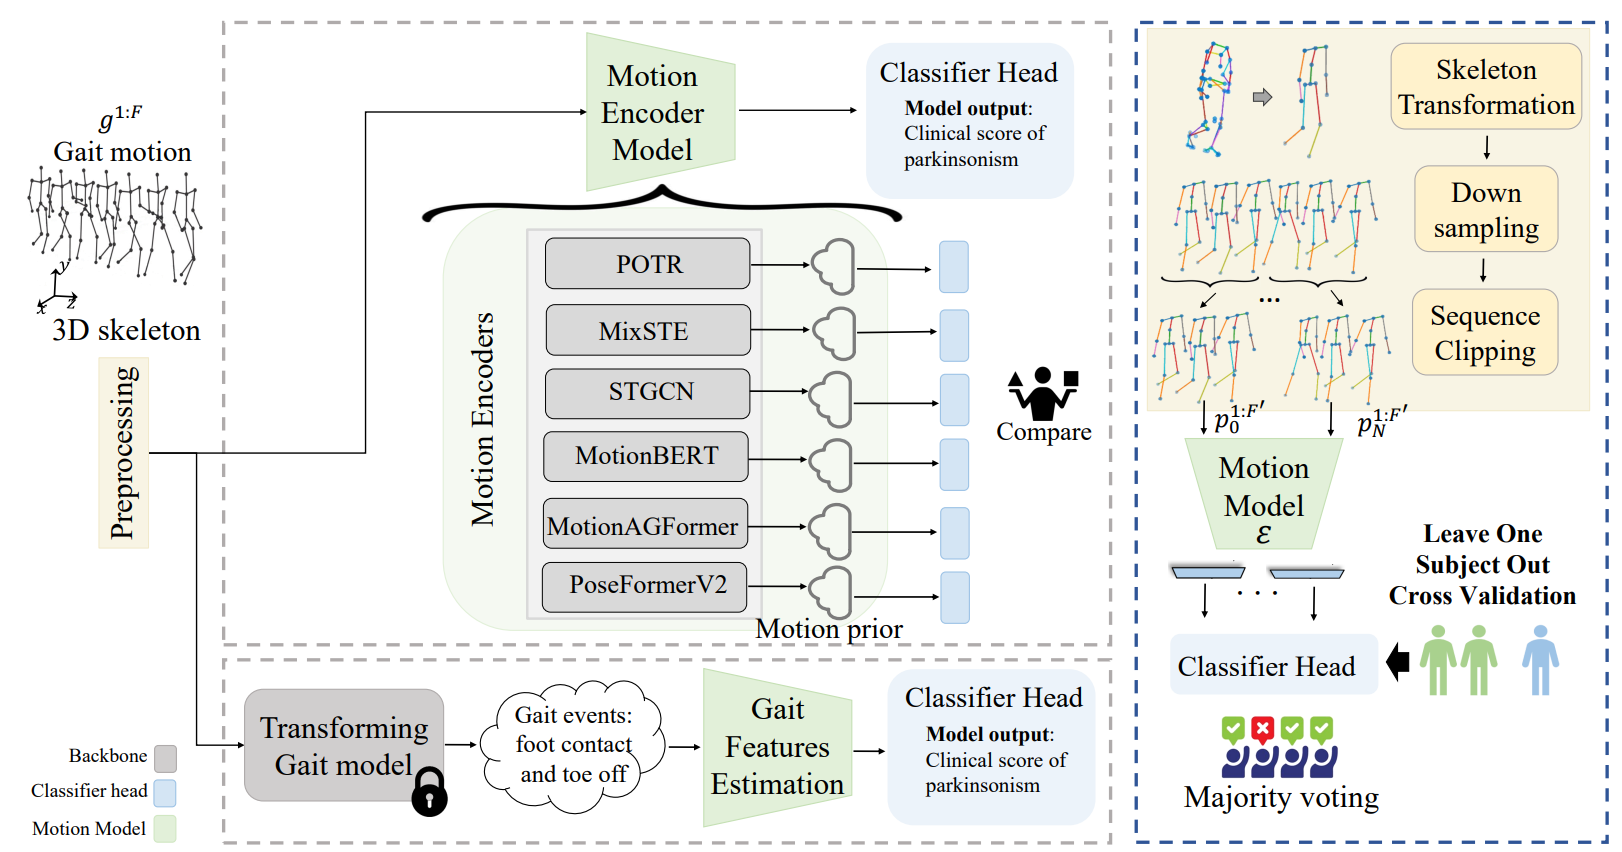 g^{1:F}
Gait motion
y
x
z
3D skeleton
Preprocessing
Motion
Encoder
Model
Classifier Head
Model output:
Clinical score of
parkinsonism
Motion Encoders
POTR
MixSTE
STGCN
MotionBERT
MotionAGFormer
PoseFormerV2
Motion prior
Compare
Transforming
Gait model
Gait events:
foot contact
and toe off
Gait
Features
Estimation
Classifier Head
Model output:
Clinical score of
parkinsonism
Backbone
Classifier head
Motion Model
Skeleton
Transformation
Down
sampling
Sequence
Clipping
...
p_0^{1:F'}
p_N^{1:F'}
Motion
Model
ε
. . .
Leave One
Subject Out
Cross Validation
Classifier Head
Majority voting